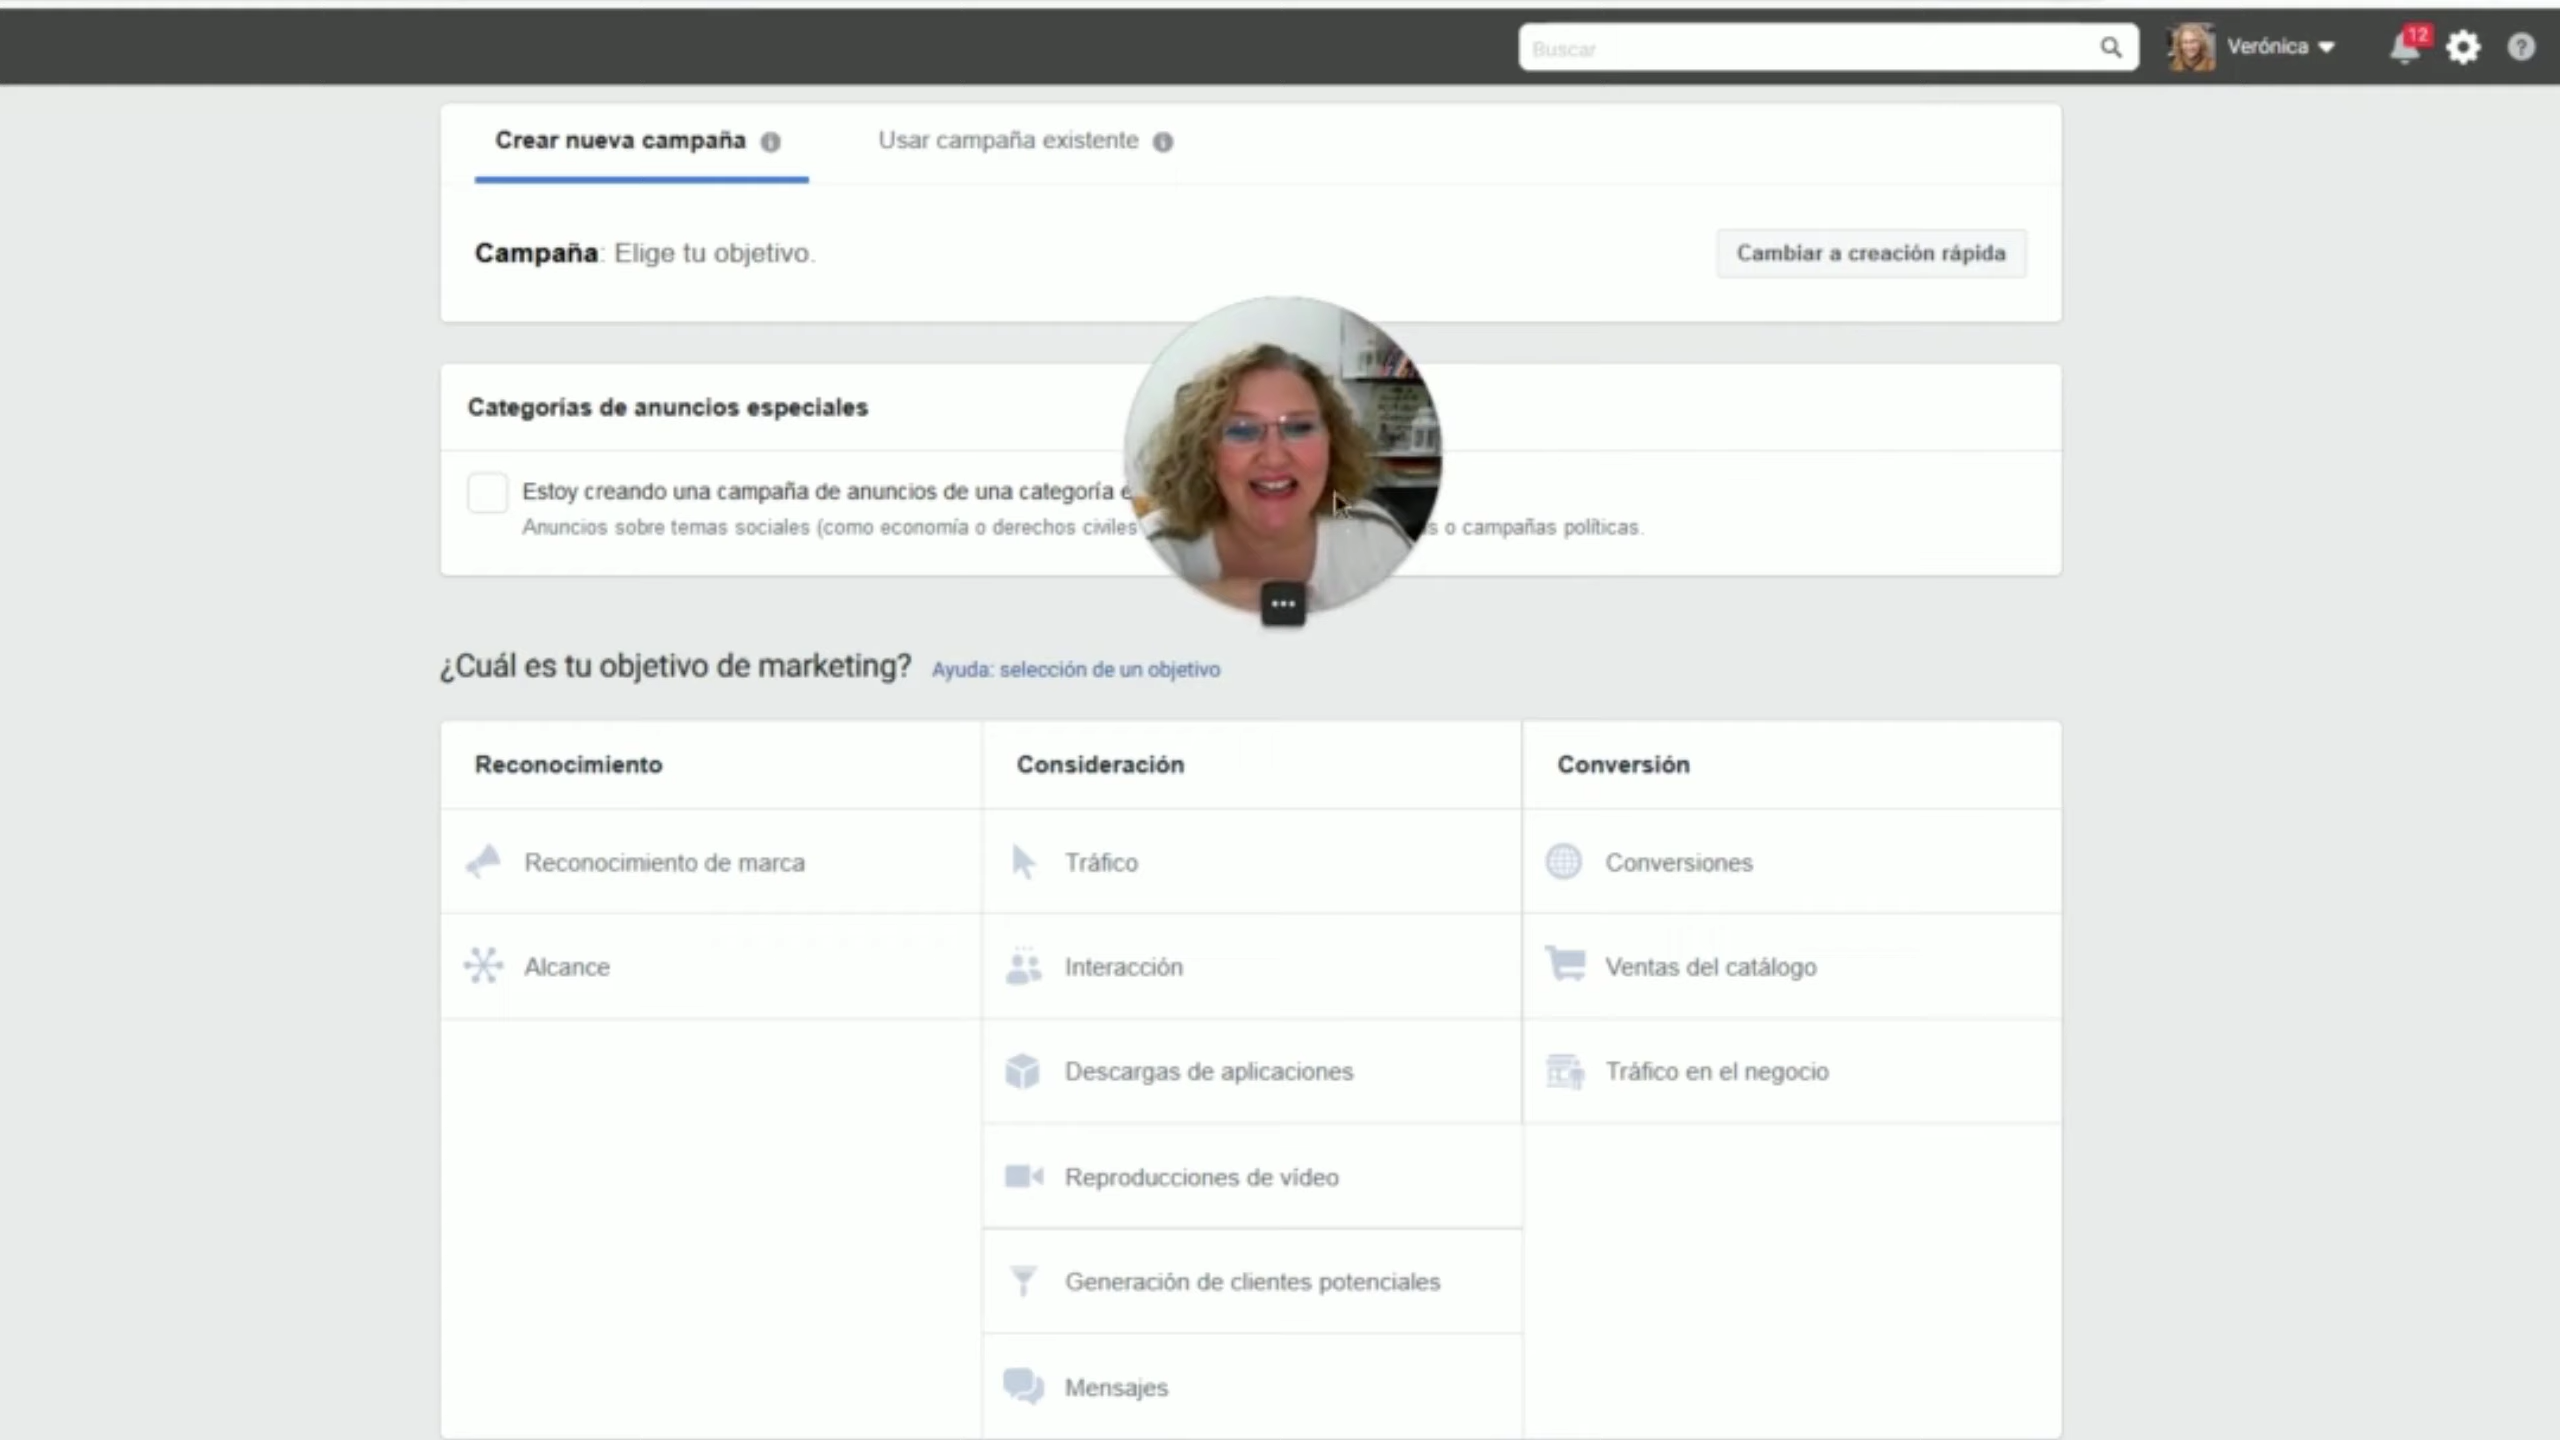 Buscar
Verónica
12
Crear nueva campaña
Usar campaña existente
Campaña: Elige tu objetivo.
Cambiar a creación rápida
Categorías de anuncios especiales
Estoy creando una campaña de anuncios de una categoría
Anuncios sobre temas sociales (como economía o derechos civiles o campañas políticas.
¿Cuál es tu objetivo de marketing? Ayuda: selección de un objetivo
Reconocimiento
Consideración
Conversión
Reconocimiento de marca
Tráfico
Conversiones
Alcance
Interacción
Ventas del catálogo
Descargas de aplicaciones
Tráfico en el negocio
Reproducciones de vídeo
Generación de clientes potenciales
Mensajes